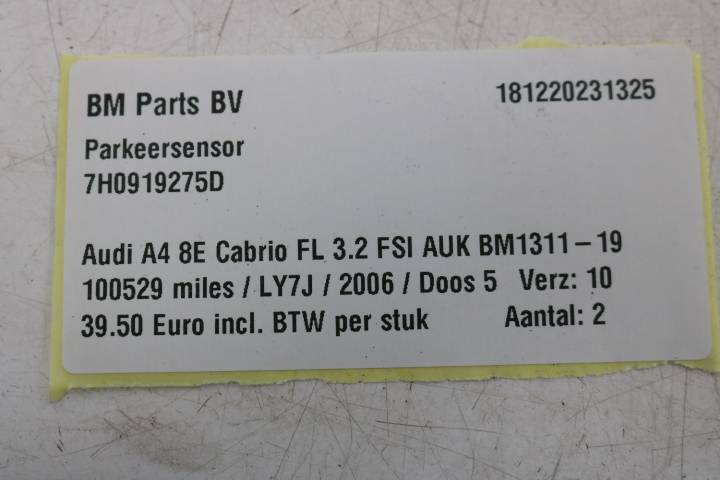 BM Parts BV 181220231325
Parkeersensor
7H0919275D
Audi A4 8E Cabrio FL 3.2 FSI AUK BM1311-19
100529 miles / LY7J / 2006 / Doos 5 Verz: 10
39.50 Euro incl. BTW per stuk Aantal: 2